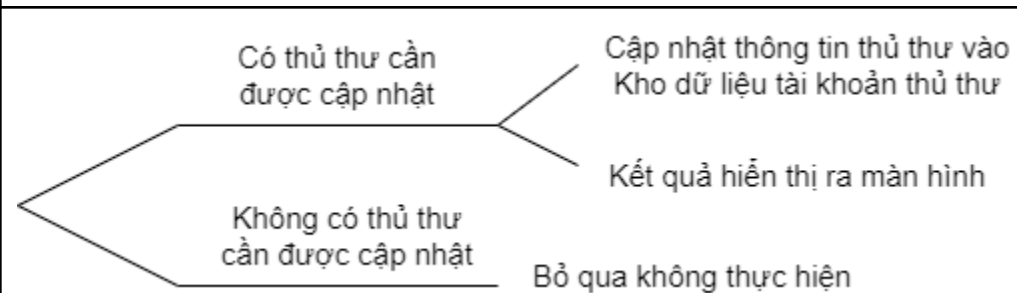 Có thủ thư cần
được cập nhật
Cập nhật thông tin thủ thư vào
Kho dữ liệu tài khoản thủ thư
Kết quả hiển thị ra màn hình
Không có thủ thư
cần được cập nhật
Bỏ qua không thực hiện